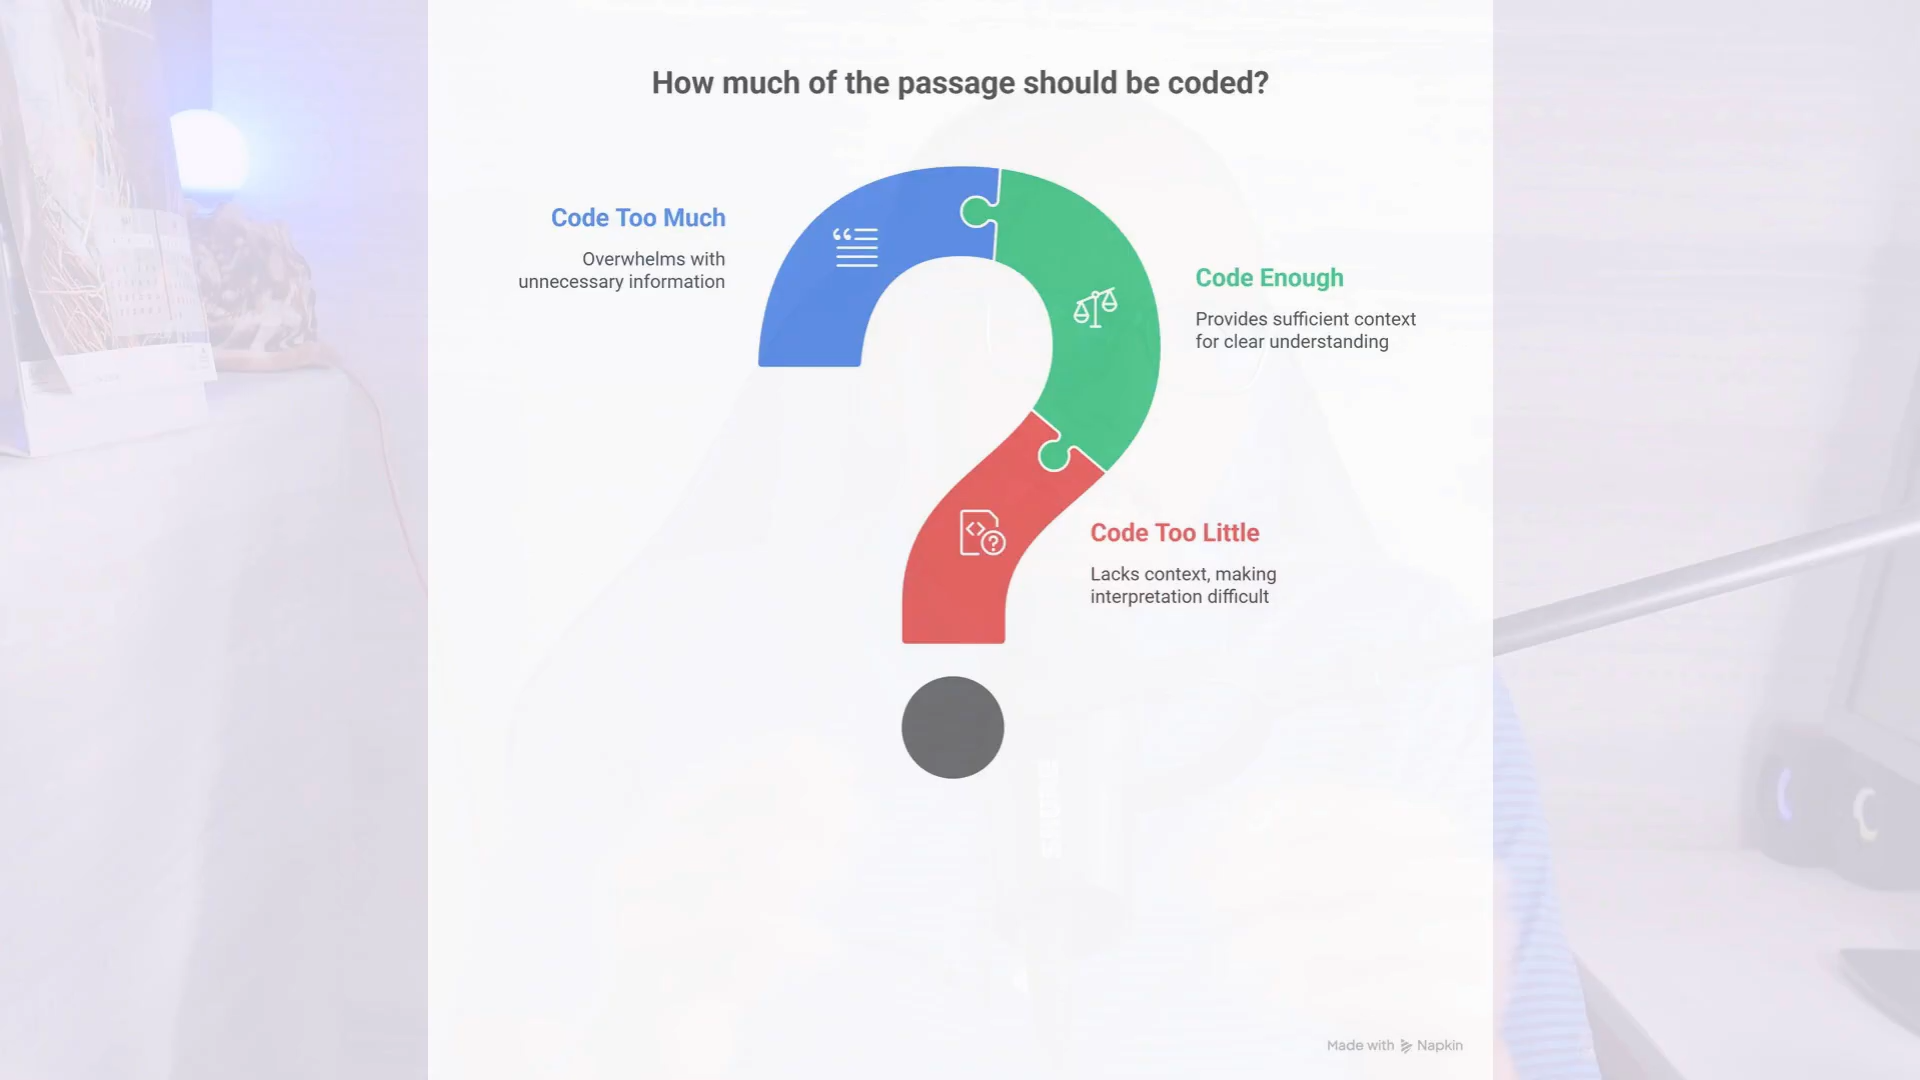 How much of the passage should be coded?
Code Too Much
Overwhelms with
unnecessary information
Code Enough
Provides sufficient context
for clear understanding
Code Too Little
Lacks context, making
interpretation difficult
Made with Napkin